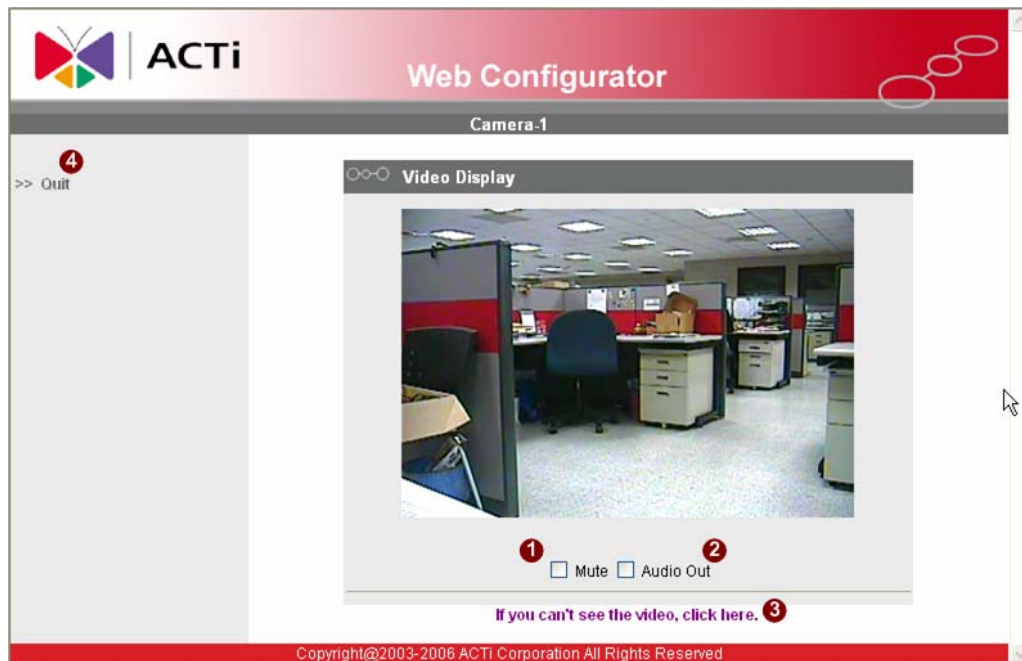 ACTi
Web Configurator
Camera-1
4
>> Quit
Video Display
1 Mute Audio Out 2
If you can't see the video, click here. 3
Copyright@2003-2006 ACTi Corporation All Rights Reserved